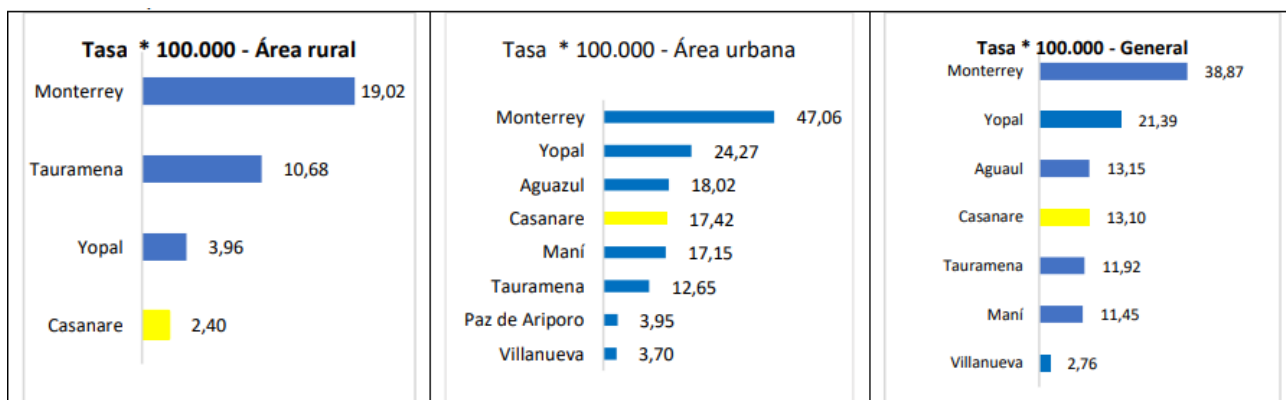 Tasa * 100.000 - Área rural
Monterrey 19,02
Tauramena 10,68
Yopal 3,96
Casanare 2,40
Tasa * 100.000 - Área urbana
Monterrey 47,06
Yopal 24,27
Aguazul 18,02
Casanare 17,42
Maní 17,15
Tauramena 12,65
Paz de Ariporo 3,95
Villanueva 3,70
Tasa * 100.000 - General
Monterrey 38,87
Yopal 21,39
Aguaul 13,15
Casanare 13,10
Tauramena 11,92
Maní 11,45
Villanueva 2,76